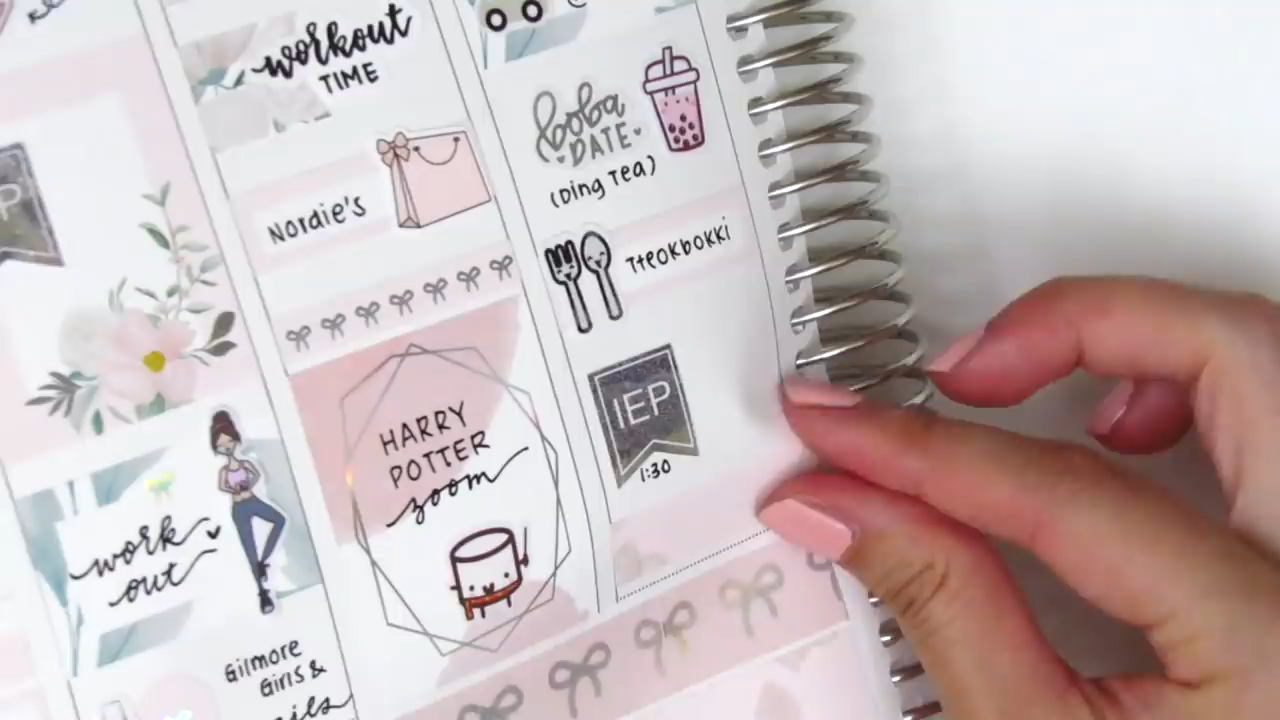 workout
TIME
Nordie's
HARRY
POTTER
zoom
work
out
Gilmore
Girls &
boba
DATE
(Ding Tea)
Tteokbokki
IEP
1:30